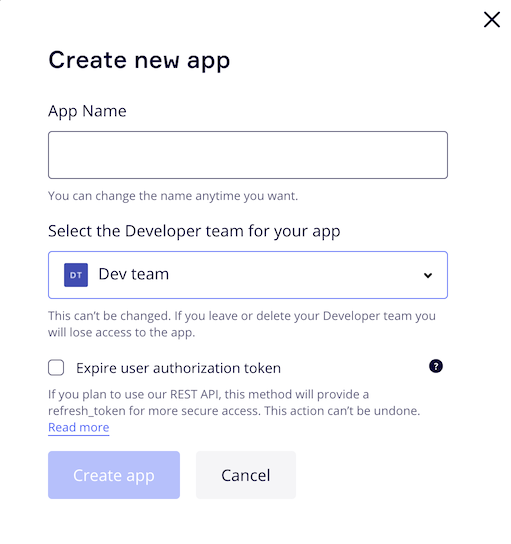 Create new app
App Name
You can change the name anytime you want.
Select the Developer team for your app
DT Dev team
This can't be changed. If you leave or delete your Developer team you
will lose access to the app.
Expire user authorization token ?
If you plan to use our REST API, this method will provide a
refresh_token for more secure access. This action can't be undone.
Read more
Create app Cancel